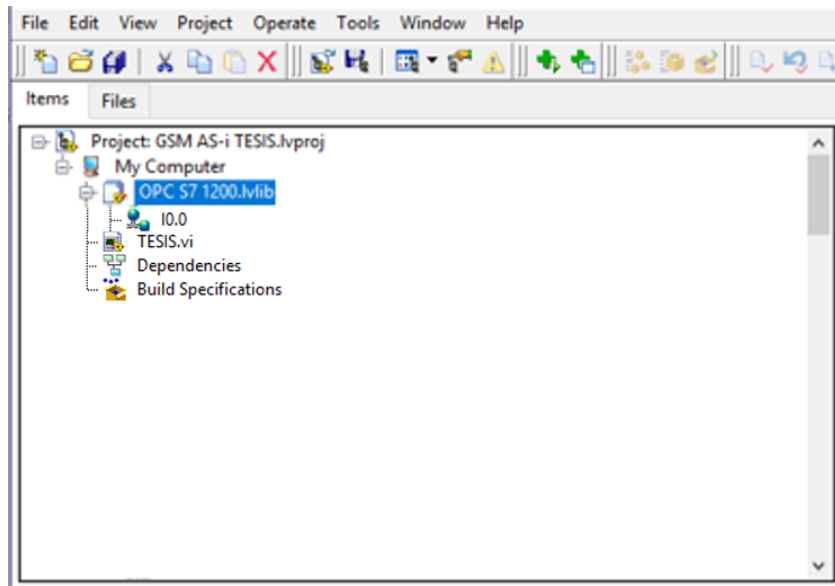 File Edit View Project Operate Tools Window Help
Items Files
Project: GSM AS-i TESIS.lvproj
My Computer
OPC S7 1200.lvlib
I0.0
TESIS.vi
Dependencies
Build Specifications